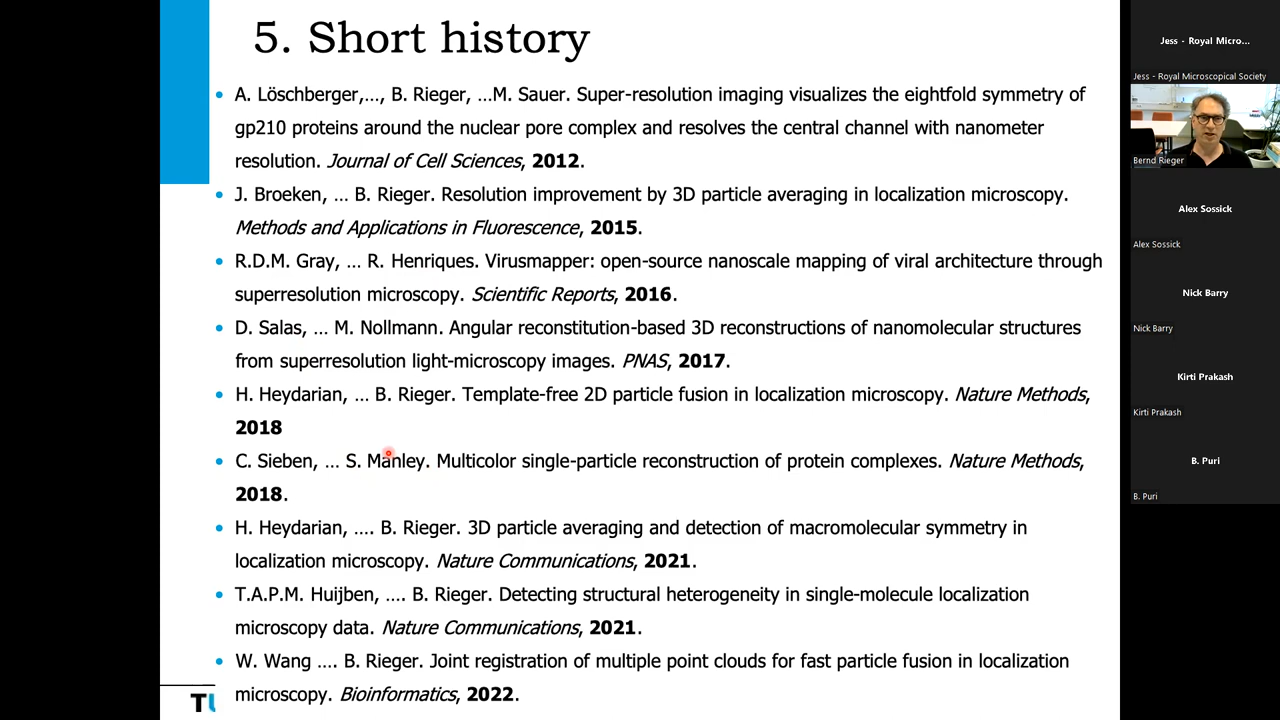 5. Short history
• A. Löschberger,…, B. Rieger, …M. Sauer. Super-resolution imaging visualizes the eightfold symmetry of
gp210 proteins around the nuclear pore complex and resolves the central channel with nanometer
resolution. Journal of Cell Sciences, 2012.
• J. Broeken, … B. Rieger. Resolution improvement by 3D particle averaging in localization microscopy.
Methods and Applications in Fluorescence, 2015.
• R.D.M. Gray, … R. Henriques. Virusmapper: open-source nanoscale mapping of viral architecture through
superresolution microscopy. Scientific Reports, 2016.
• D. Salas, … M. Nollmann. Angular reconstitution-based 3D reconstructions of nanomolecular structures
from superresolution light-microscopy images. PNAS, 2017.
• H. Heydarian, … B. Rieger. Template-free 2D particle fusion in localization microscopy. Nature Methods,
2018
• C. Sieben, … S. Manley. Multicolor single-particle reconstruction of protein complexes. Nature Methods,
2018.
• H. Heydarian, …. B. Rieger. 3D particle averaging and detection of macromolecular symmetry in
localization microscopy. Nature Communications, 2021.
• T.A.P.M. Huijben, …. B. Rieger. Detecting structural heterogeneity in single-molecule localization
microscopy data. Nature Communications, 2021.
• W. Wang …. B. Rieger. Joint registration of multiple point clouds for fast particle fusion in localization
microscopy. Bioinformatics, 2022.
TU
Jess - Royal Micro...
Jess - Royal Microscopical Society
Bernd Rieger
Alex Sossick
Alex Sossick
Nick Barry
Nick Barry
Kirti Prakash
Kirti Prakash
B. Puri
B. Puri